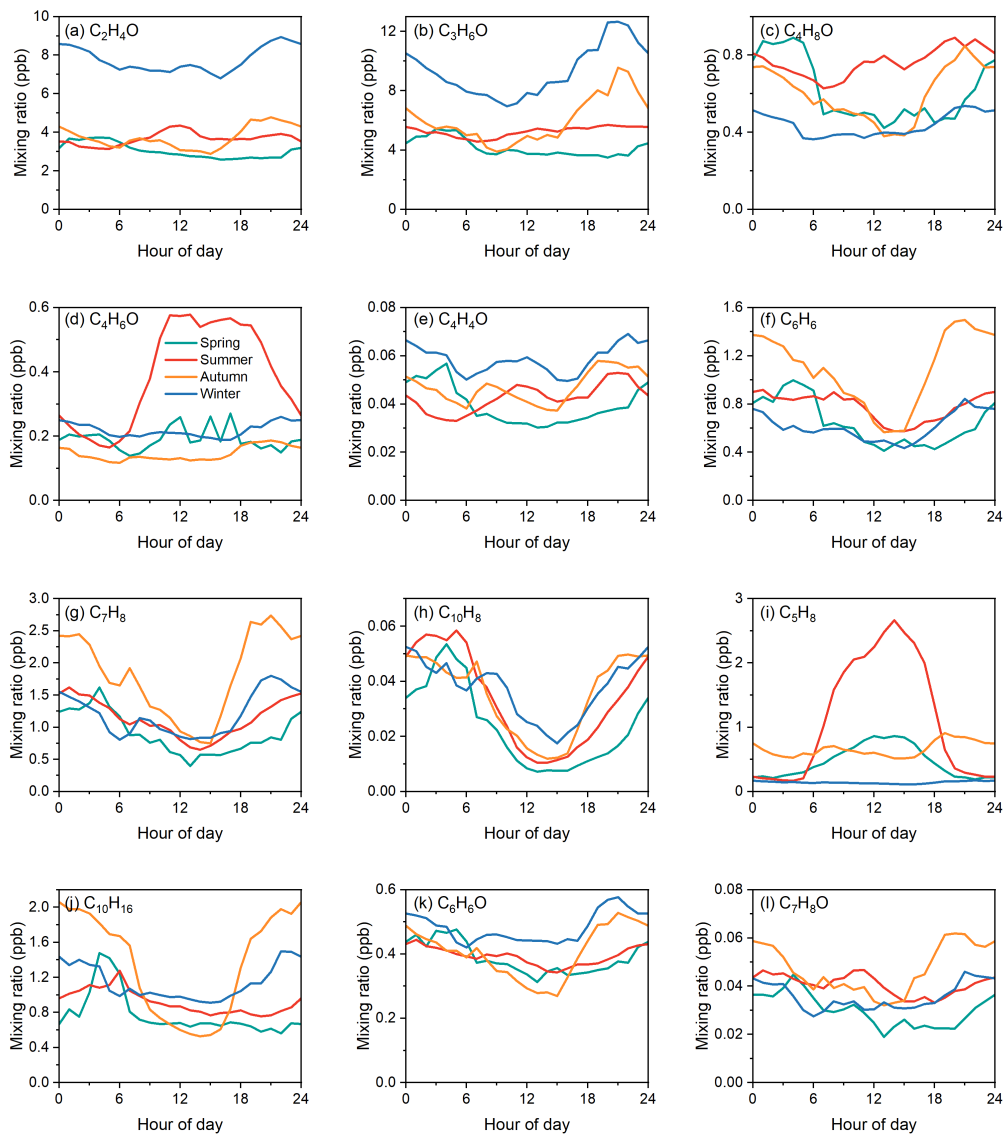 (a) C₂H₄O
Mixing ratio (ppb)
10
8
6
4
2
0
0 6 12 18 24
Hour of day
(b) C₃H₆O
Mixing ratio (ppb)
12
8
4
0
0 6 12 18 24
Hour of day
(c) C₄H₈O
Mixing ratio (ppb)
0.8
0.4
0.0
0 6 12 18 24
Hour of day
(d) C₄H₆O
Mixing ratio (ppb)
0.6
0.4
0.2
0.0
Spring
Summer
Autumn
Winter
0 6 12 18 24
Hour of day
(e) C₄H₄O
Mixing ratio (ppb)
0.08
0.06
0.04
0.02
0.00
0 6 12 18 24
Hour of day
(f) C₆H₆
Mixing ratio (ppb)
1.6
1.2
0.8
0.4
0.0
0 6 12 18 24
Hour of day
(g) C₇H₈
Mixing ratio (ppb)
3.0
2.5
2.0
1.5
1.0
0.5
0.0
0 6 12 18 24
Hour of day
(h) C₁₀H₈
Mixing ratio (ppb)
0.06
0.04
0.02
0.00
0 6 12 18 24
Hour of day
(i) C₅H₈
Mixing ratio (ppb)
3
2
1
0
0 6 12 18 24
Hour of day
(j) C₁₀H₁₆
Mixing ratio (ppb)
2.0
1.6
1.2
0.8
0.4
0.0
0 6 12 18 24
Hour of day
(k) C₆H₆O
Mixing ratio (ppb)
0.6
0.4
0.2
0.0
0 6 12 18 24
Hour of day
(l) C₇H₈O
Mixing ratio (ppb)
0.08
0.06
0.04
0.02
0.00
0 6 12 18 24
Hour of day